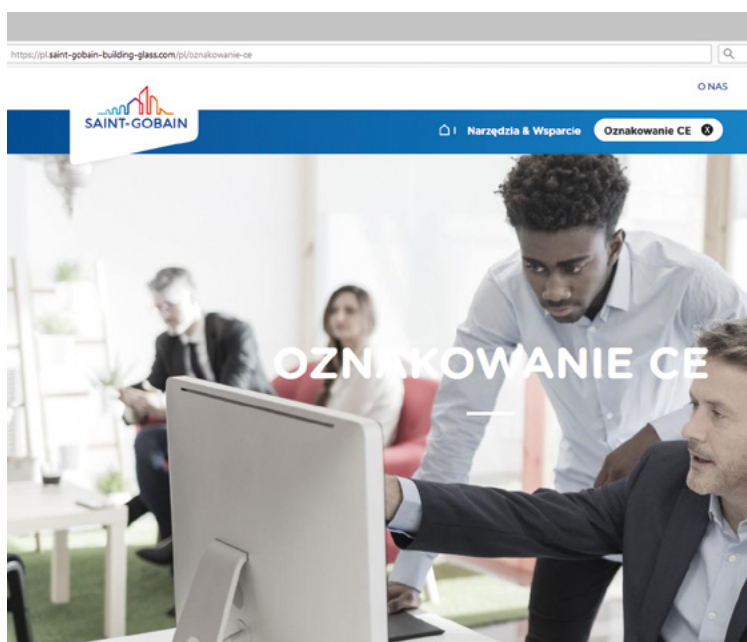 https://pl.saint-gobain-building-glass.com/pl/oznakowanie-ce
O NAS
SAINT-GOBAIN
Narzędzia & Wsparcie
Oznakowanie CE X
OZNAKOWANIE CE